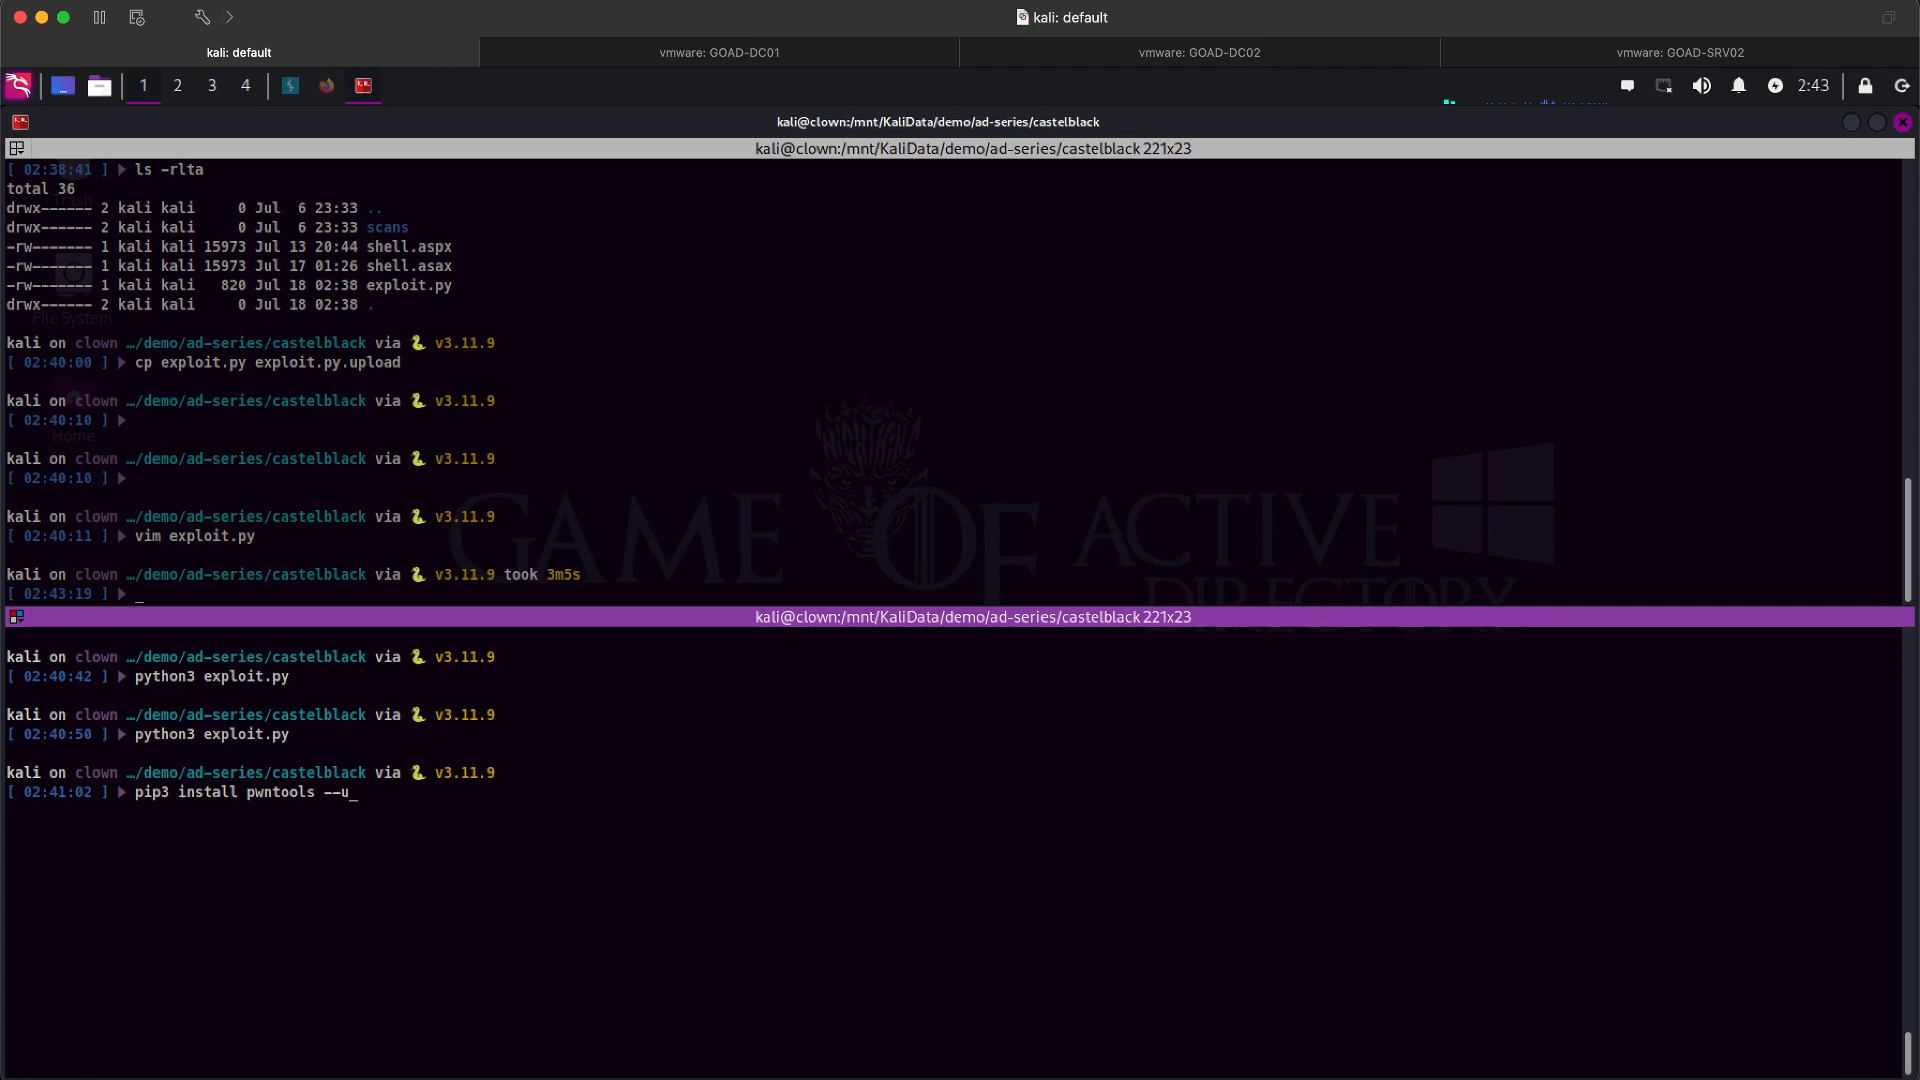 kali: default
kali: default
vmware: GOAD-DC01
vmware: GOAD-DC02
vmware: GOAD-SRV02
1 2 3 4
2:43
kali@clown:/mnt/KaliData/demo/ad-series/castelblack
kali@clown:/mnt/KaliData/demo/ad-series/castelblack 221x23
[ 02:38:41 ] ls -rlta
total 36
Trash
drwx------ 2 kali kali     0 Jul  6 23:33 ..
drwx------ 2 kali kali     0 Jul  6 23:33 scans
-rw------- 1 kali kali 15973 Jul 13 20:44 shell.aspx
-rw------- 1 kali kali 15973 Jul 17 01:26 shell.asax
-rw------- 1 kali kali   820 Jul 18 02:38 exploit.py
drwx------ 2 kali kali     0 Jul 18 02:38 .
File System
kali on clown …/demo/ad-series/castelblack via 🐍 v3.11.9
[ 02:40:00 ] cp exploit.py exploit.py.upload
kali on clown …/demo/ad-series/castelblack via 🐍 v3.11.9
[ 02:40:10 ]
Home
kali on clown …/demo/ad-series/castelblack via 🐍 v3.11.9
[ 02:40:10 ]
kali on clown …/demo/ad-series/castelblack via 🐍 v3.11.9
[ 02:40:11 ] vim exploit.py
GAME OF ACTIVE DIRECTORY
kali on clown …/demo/ad-series/castelblack via 🐍 v3.11.9 took 3m5s
[ 02:43:19 ] _
kali@clown:/mnt/KaliData/demo/ad-series/castelblack 221x23
kali on clown …/demo/ad-series/castelblack via 🐍 v3.11.9
[ 02:40:42 ] python3 exploit.py
kali on clown …/demo/ad-series/castelblack via 🐍 v3.11.9
[ 02:40:50 ] python3 exploit.py
kali on clown …/demo/ad-series/castelblack via 🐍 v3.11.9
[ 02:41:02 ] pip3 install pwntools --u_